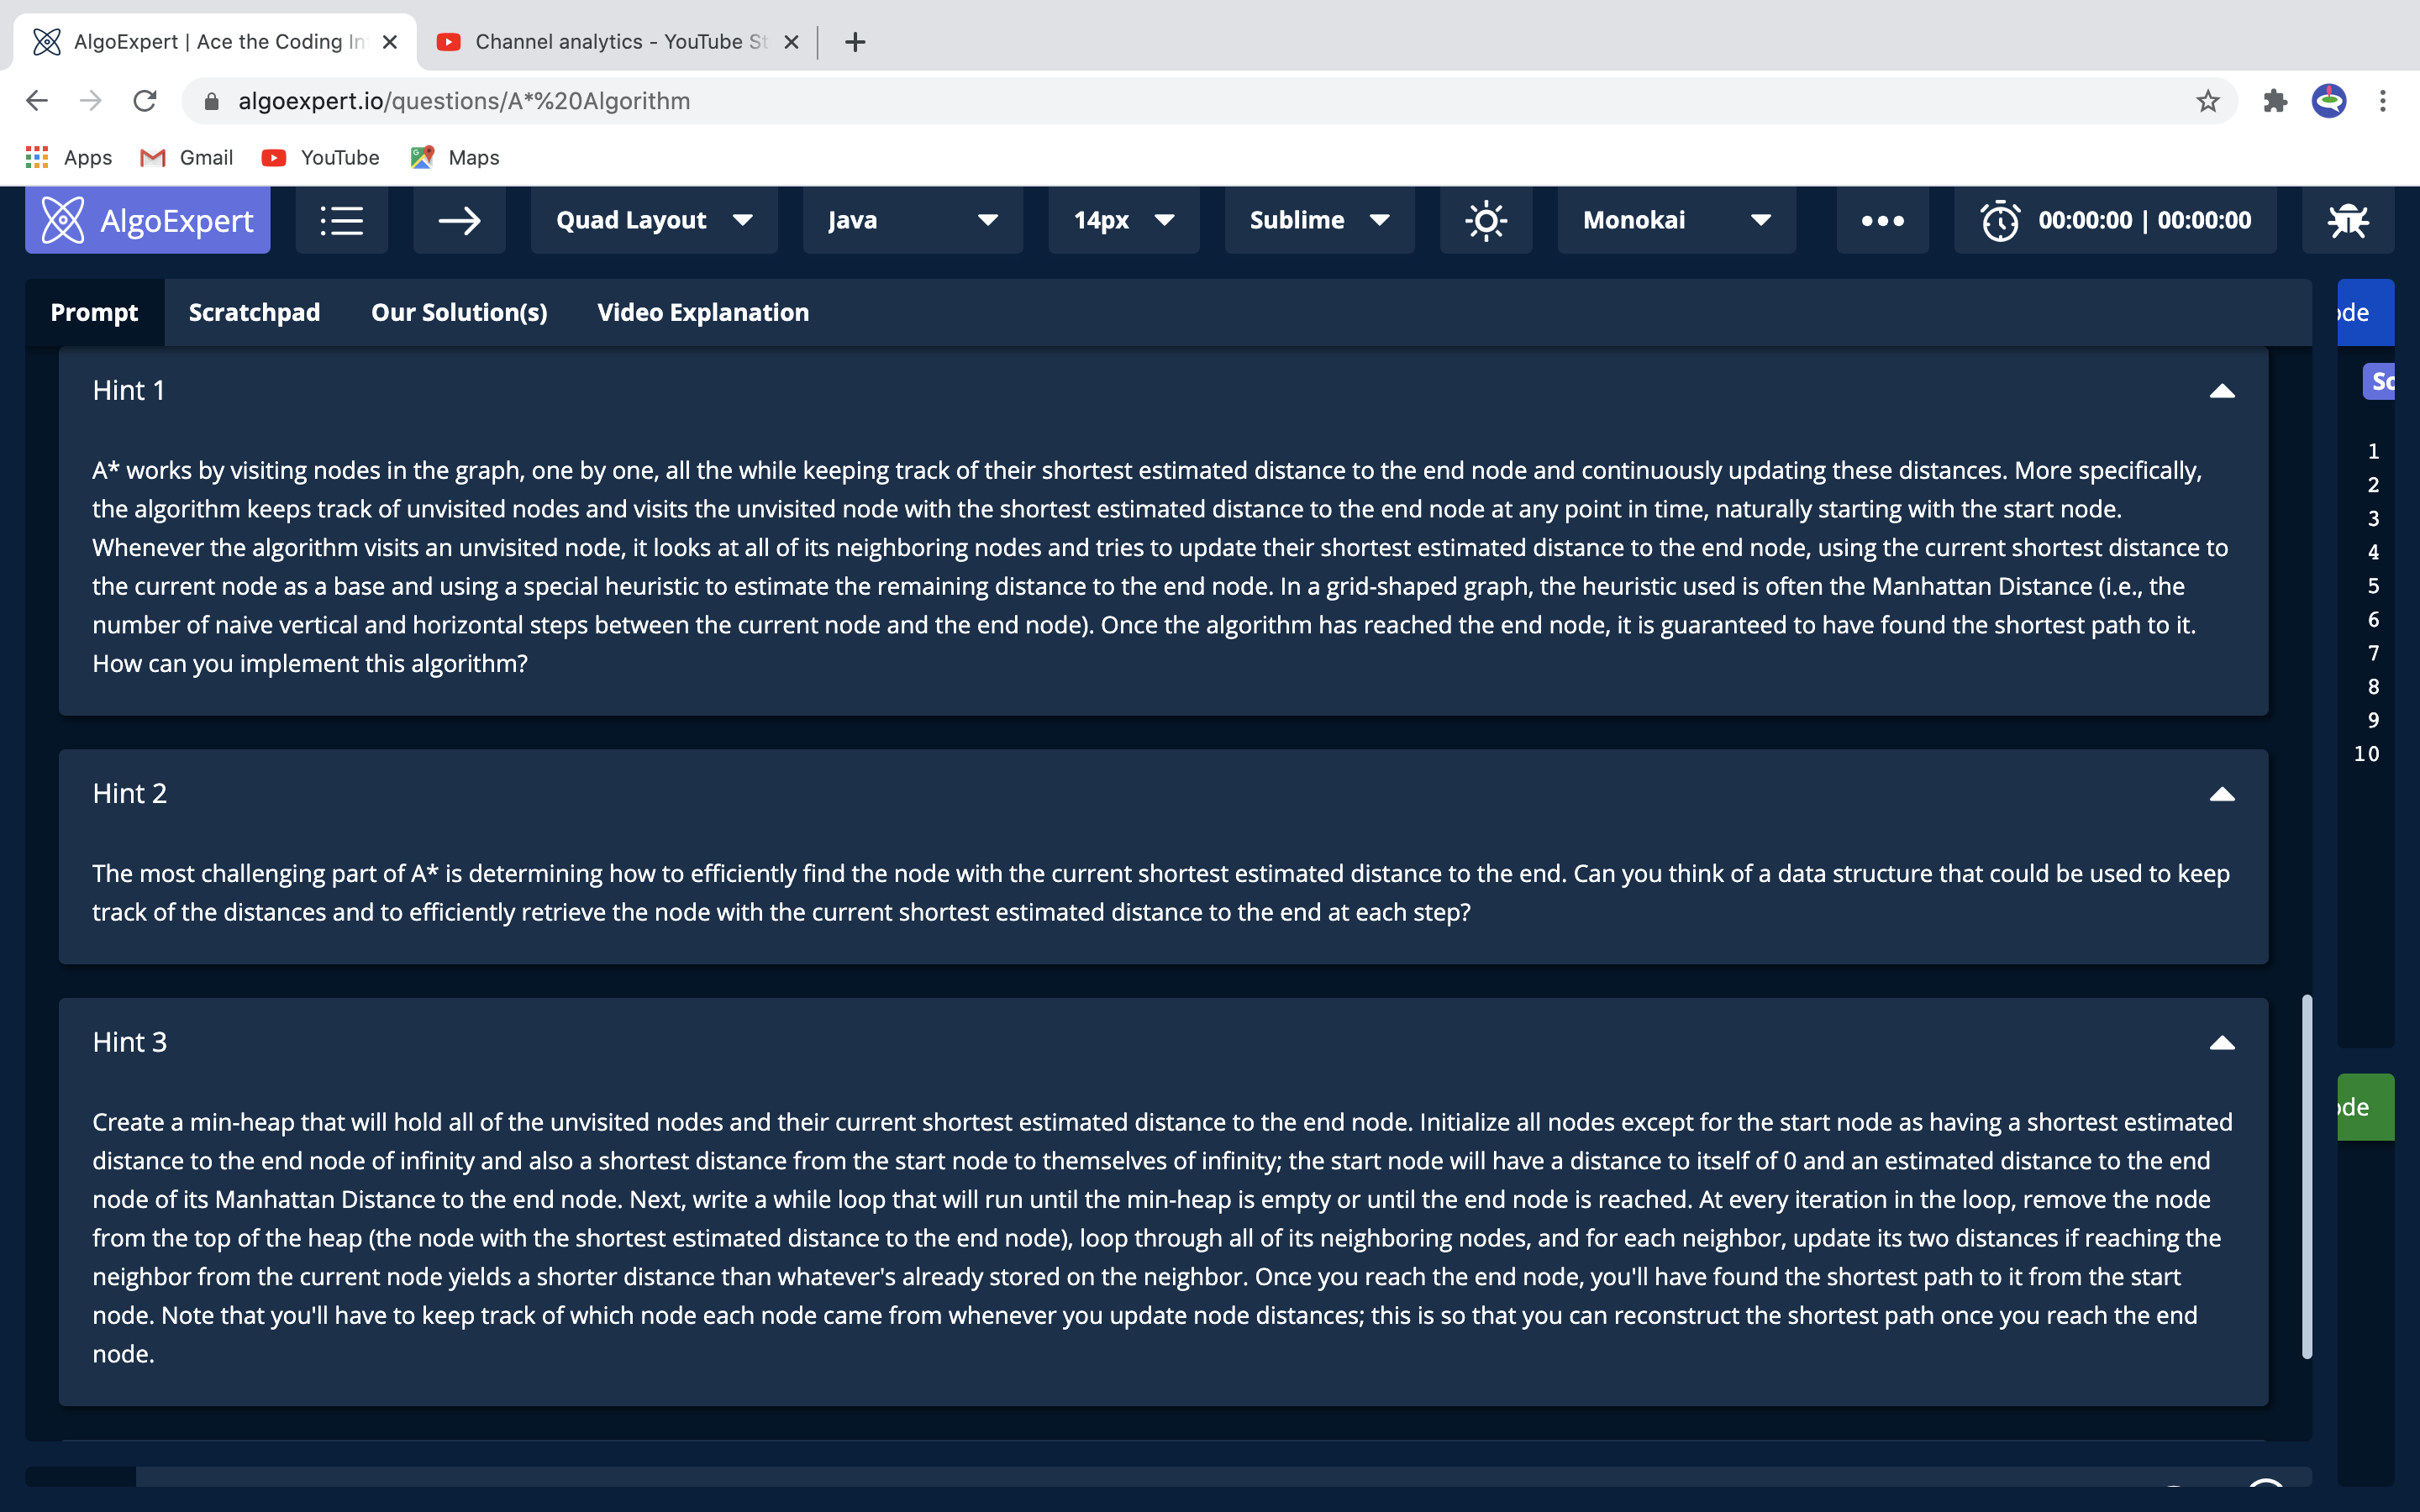 AlgoExpert | Ace the Coding In
Channel analytics - YouTube St
algoexpert.io/questions/A*%20Algorithm
Apps
Gmail
YouTube
Maps
AlgoExpert
Quad Layout
Java
14px
Sublime
Monokai
00:00:00 | 00:00:00
Prompt
Scratchpad
Our Solution(s)
Video Explanation
Hint 1
A* works by visiting nodes in the graph, one by one, all the while keeping track of their shortest estimated distance to the end node and continuously updating these distances. More specifically,
the algorithm keeps track of unvisited nodes and visits the unvisited node with the shortest estimated distance to the end node at any point in time, naturally starting with the start node.
Whenever the algorithm visits an unvisited node, it looks at all of its neighboring nodes and tries to update their shortest estimated distance to the end node, using the current shortest distance to
the current node as a base and using a special heuristic to estimate the remaining distance to the end node. In a grid-shaped graph, the heuristic used is often the Manhattan Distance (i.e., the
number of naive vertical and horizontal steps between the current node and the end node). Once the algorithm has reached the end node, it is guaranteed to have found the shortest path to it.
How can you implement this algorithm?
Hint 2
The most challenging part of A* is determining how to efficiently find the node with the current shortest estimated distance to the end. Can you think of a data structure that could be used to keep
track of the distances and to efficiently retrieve the node with the current shortest estimated distance to the end at each step?
Hint 3
Create a min-heap that will hold all of the unvisited nodes and their current shortest estimated distance to the end node. Initialize all nodes except for the start node as having a shortest estimated
distance to the end node of infinity and also a shortest distance from the start node to themselves of infinity; the start node will have a distance to itself of 0 and an estimated distance to the end
node of its Manhattan Distance to the end node. Next, write a while loop that will run until the min-heap is empty or until the end node is reached. At every iteration in the loop, remove the node
from the top of the heap (the node with the shortest estimated distance to the end node), loop through all of its neighboring nodes, and for each neighbor, update its two distances if reaching the
neighbor from the current node yields a shorter distance than whatever's already stored on the neighbor. Once you reach the end node, you'll have found the shortest path to it from the start
node. Note that you'll have to keep track of which node each node came from whenever you update node distances; this is so that you can reconstruct the shortest path once you reach the end
node.
ode
So
1
2
3
4
5
6
7
8
9
10
ode